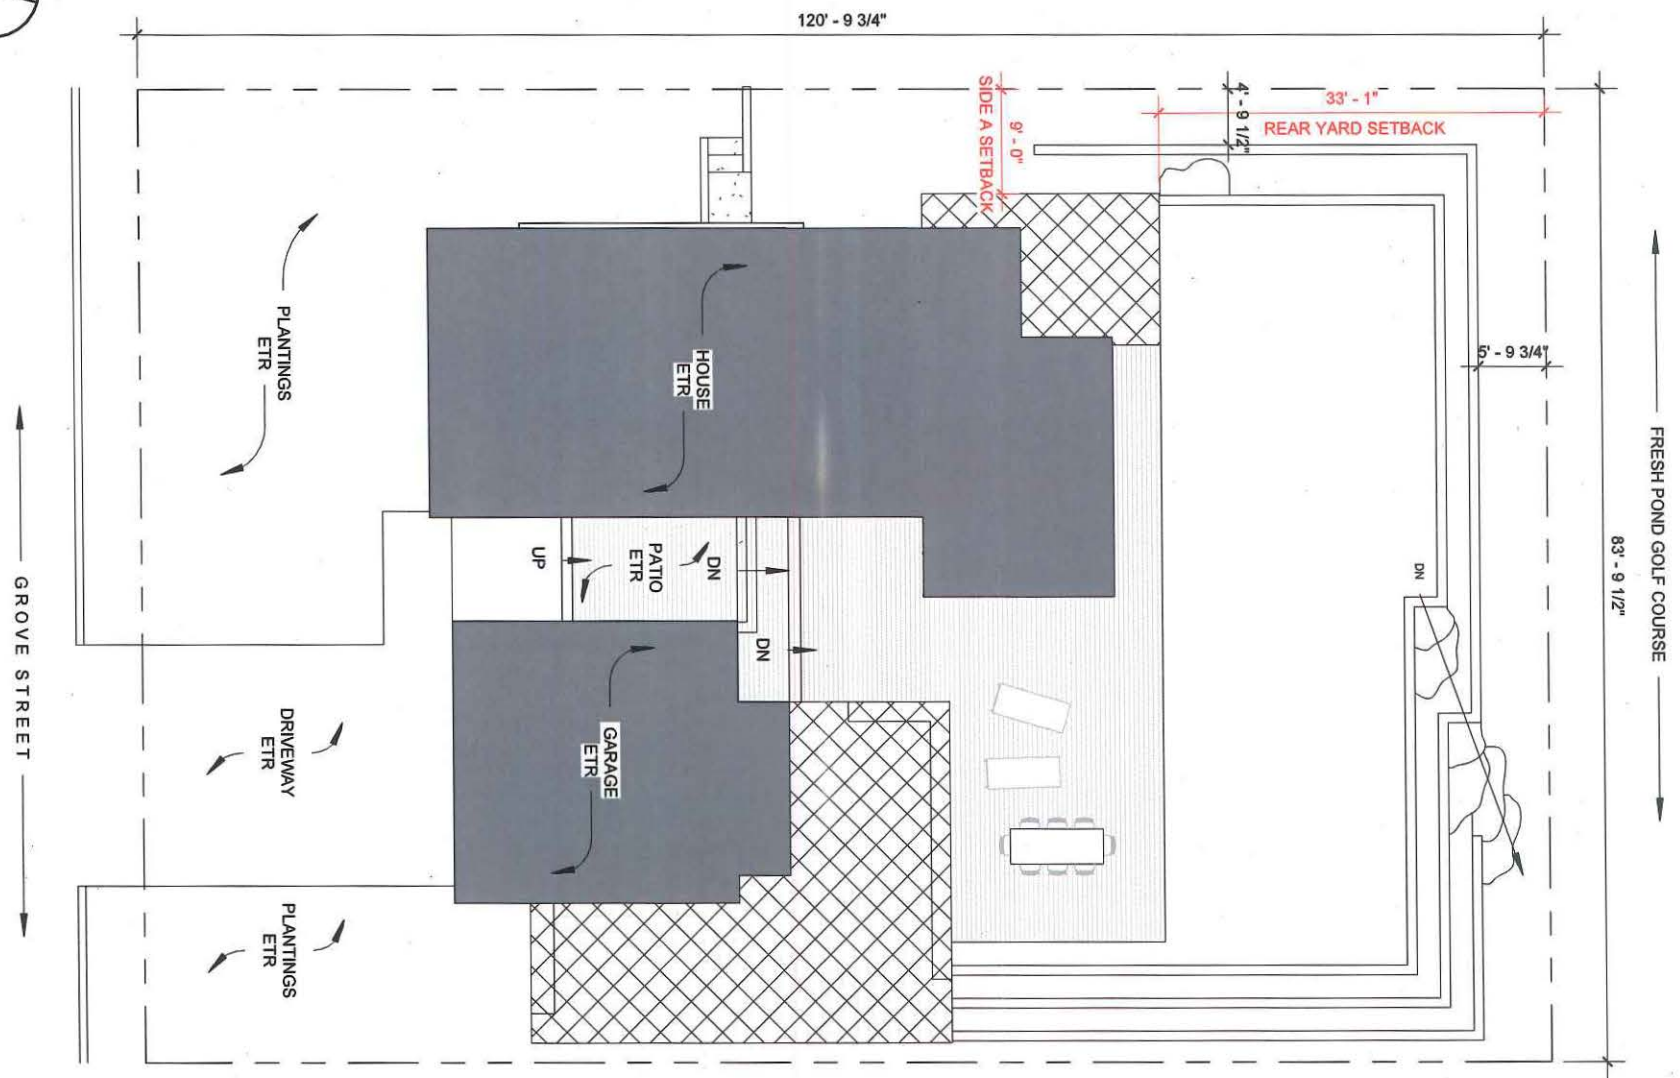 120' - 9 3/4"
SIDE A SETBACK
9' - 0"
4' - 9 1/2"
33' - 1"
REAR YARD SETBACK
5' - 9 3/4"
FRESH POND GOLF COURSE
83' - 9 1/2"
PLANTINGS
ETR
HOUSE
ETR
UP
PATIO
ETR
DN
DN
DN
GROVE STREET
DRIVEWAY
ETR
GARAGE
ETR
PLANTINGS
ETR